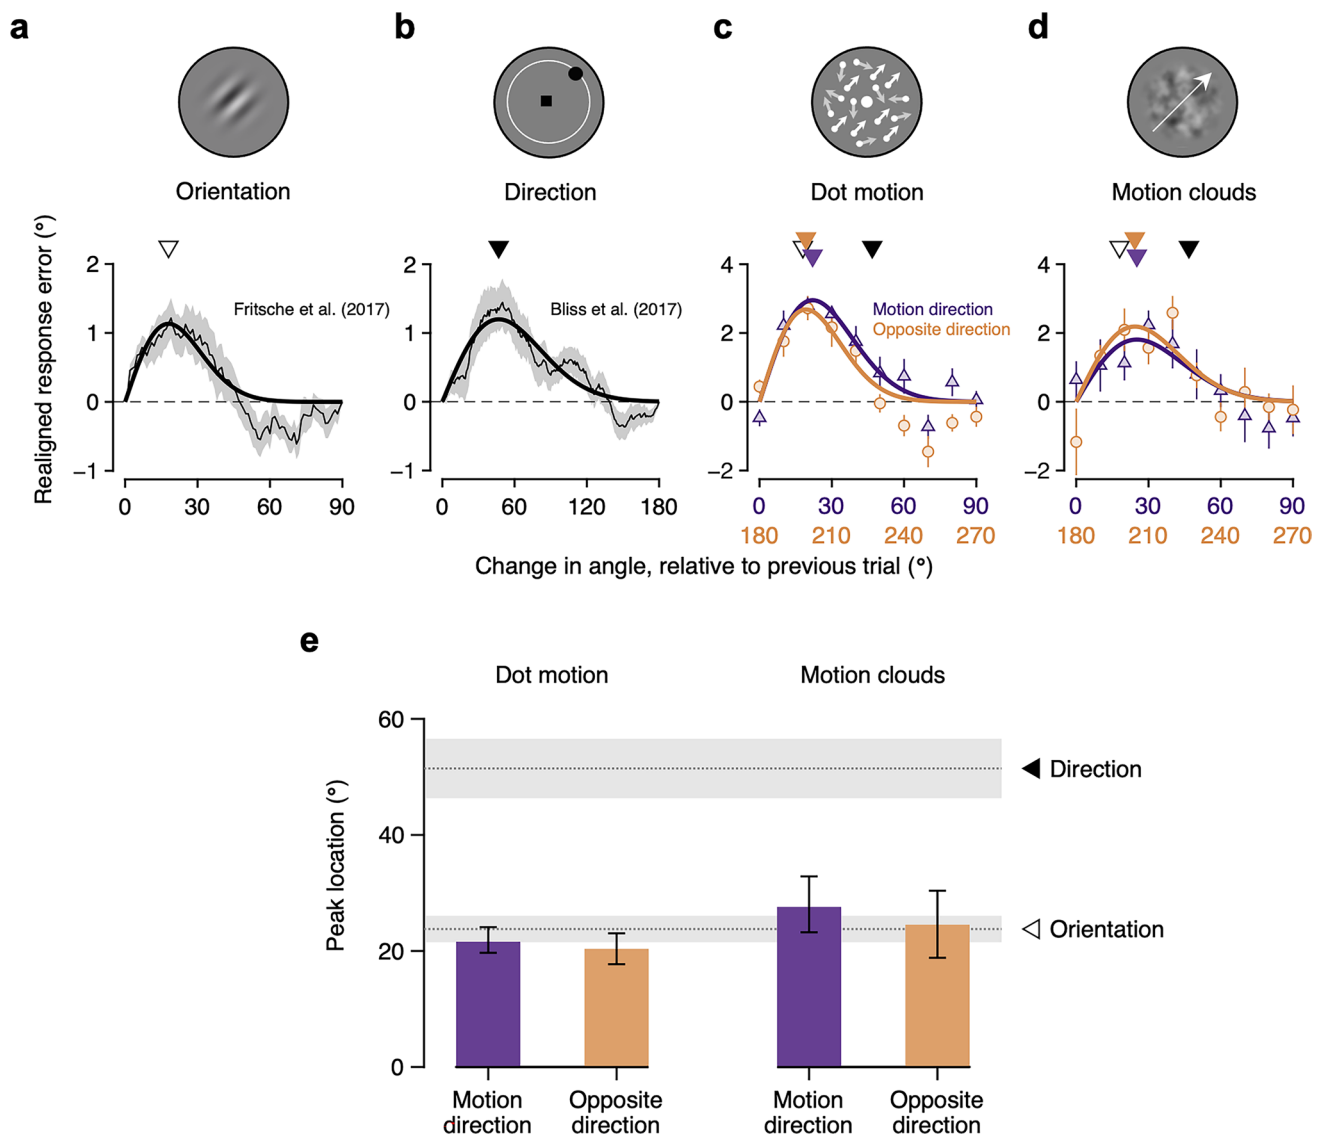 a
b
c
d
Orientation
Direction
Dot motion
Motion clouds
Realigned response error (°)
2
1
0
−1
Fritsche et al. (2017)
0
30
60
90
2
1
0
−1
Bliss et al. (2017)
0
60
120
180
4
2
0
−2
Motion direction
Opposite direction
0
30
60
90
180
210
240
270
4
2
0
−2
0
30
60
90
180
210
240
270
Change in angle, relative to previous trial (°)
e
Dot motion
Motion clouds
Peak location (°)
60
40
20
0
Direction
Orientation
Motion
direction
Opposite
direction
Motion
direction
Opposite
direction